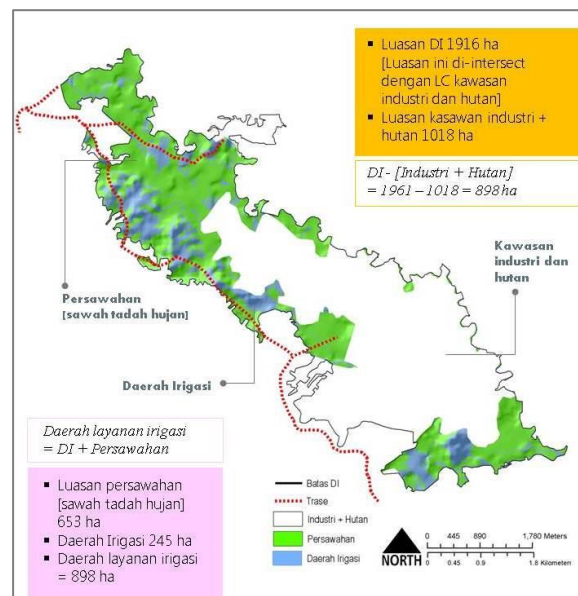 ▪ Luasan DI 1916 ha
[Luasan ini di-intersect
dengan LC kawasan
industri dan hutan]
▪ Luasan kasawan industri +
hutan 1018 ha
DI - [Industri + Hutan]
= 1961 – 1018 = 898 ha
Kawasan
industri dan
hutan
Persawahan
[sawah tadah hujan]
Daerah Irigasi
Daerah layanan irigasi
= DI + Persawahan
▪ Luasan persawahan
[sawah tadah hujan]
653 ha
▪ Daerah Irigasi 245 ha
▪ Daerah layanan irigasi
= 898 ha
Batas DI
Trase
Industri + Hutan
Persawahan
Daerah Irigasi
NORTH
0 445 890 1,780 Meters
0 0.45 0.9 1.8 Kilometers